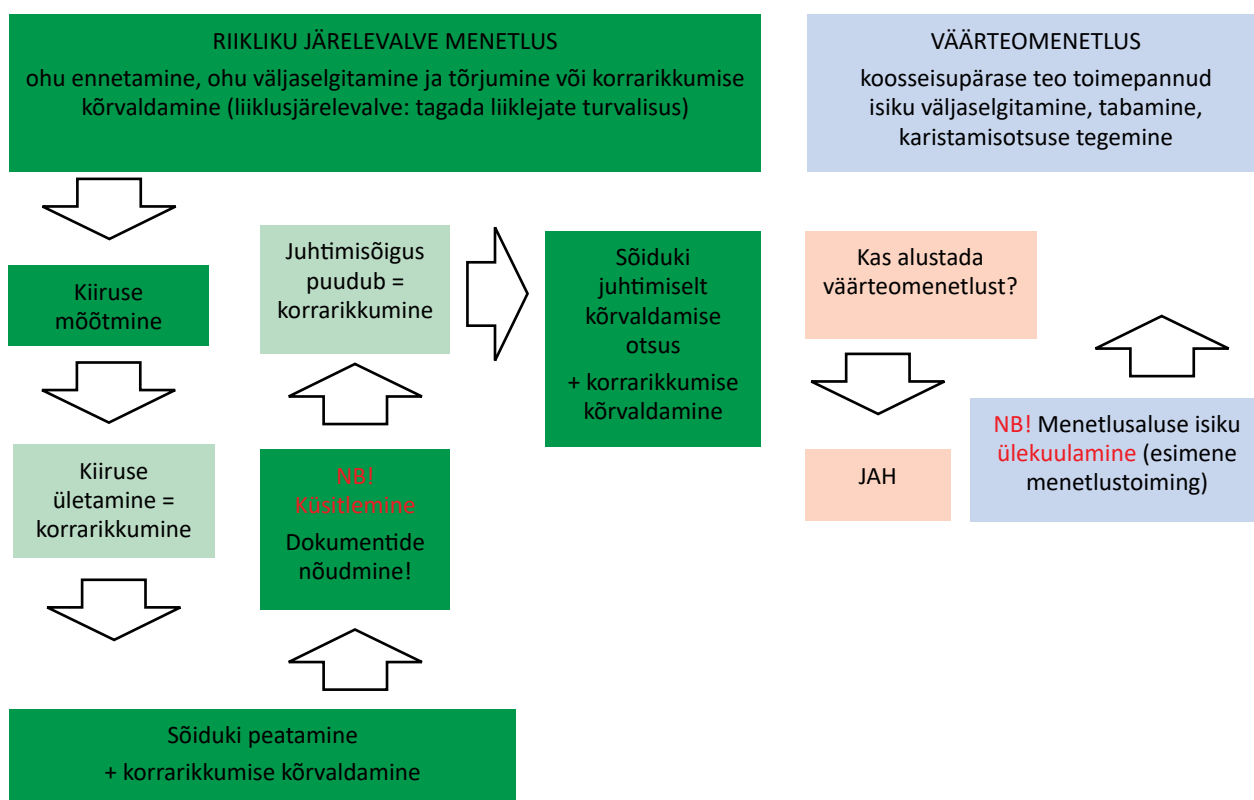 RIIKLIKU JÄRELEVALVE MENETLUS
ohu ennetamine, ohu väljaselgitamine ja tõrjumine või korrarikkumise
kõrvaldamine (liiklusjärelevalve: tagada liiklejate turvalisus)
VÄÄRTEOMENETLUS
koosseisupärase teo toimepannud
isiku väljaselgitamine, tabamine,
karistamisotsuse tegemine
Kiiruse
mõõtmine
Kiiruse
ületamine =
korrarikkumine
Sõiduki peatamine
+ korrarikkumise kõrvaldamine
NB!
Küsitlemine
Dokumentide
nõudmine!
Juhtimisõigus
puudub =
korrarikkumine
Sõiduki
juhtimiselt
kõrvaldamise
otsus
+ korrarikkumise
kõrvaldamine
Kas alustada
väärteomenetlust?
JAH
NB! Menetlusaluse isiku
ülekuulamine (esimene
menetlustoiming)